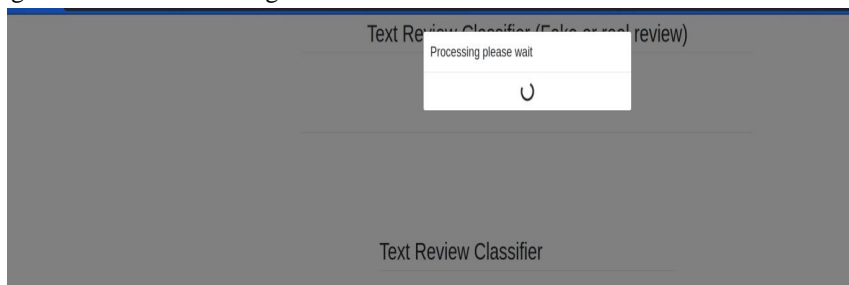 Text Re review)
Processing please wait
Text Review Classifier